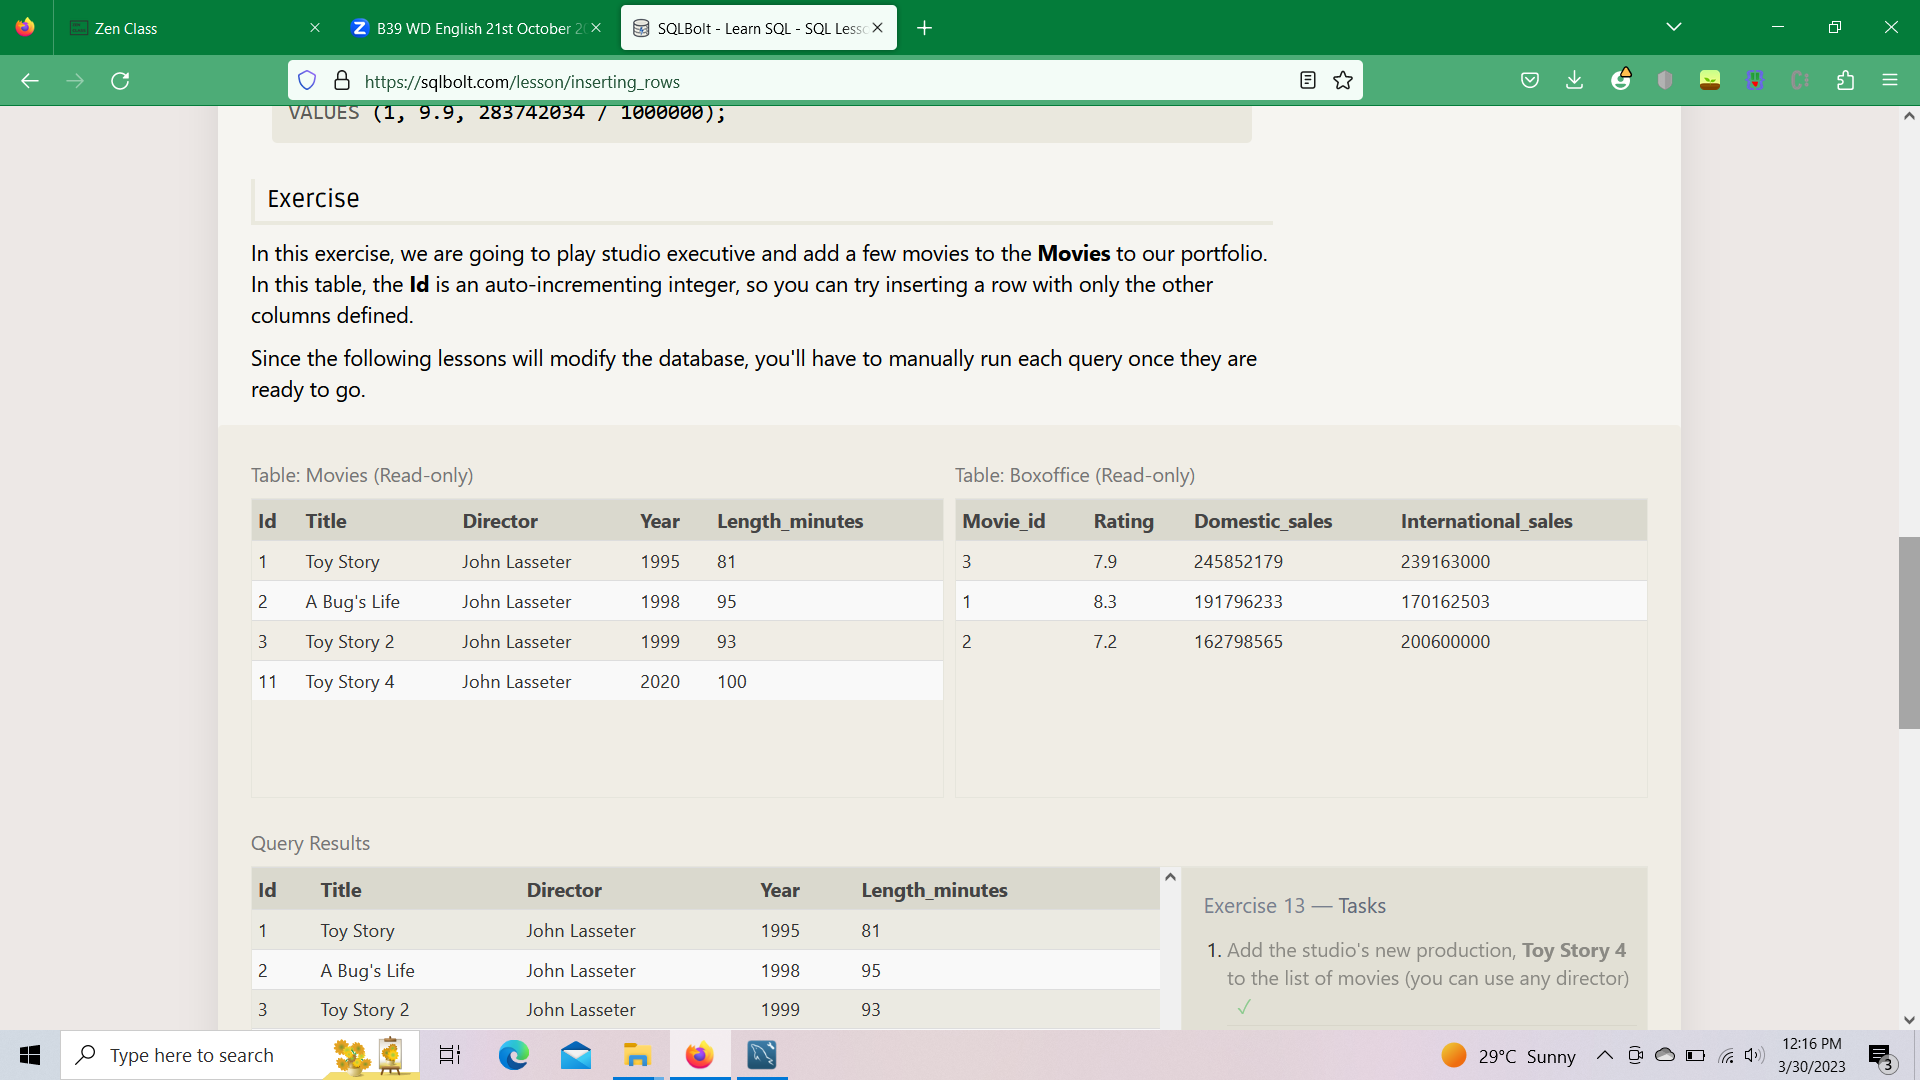 Zen Class
B39 WD English 21st October 20
SQLBolt - Learn SQL - SQL Lesso
https://sqlbolt.com/lesson/inserting_rows
VALUES (1, 9.9, 283742034 / 1000000);
Exercise
In this exercise, we are going to play studio executive and add a few movies to the Movies to our portfolio.
In this table, the Id is an auto-incrementing integer, so you can try inserting a row with only the other
columns defined.
Since the following lessons will modify the database, you'll have to manually run each query once they are
ready to go.
Table: Movies (Read-only)
Id Title Director Year Length_minutes
1 Toy Story John Lasseter 1995 81
2 A Bug's Life John Lasseter 1998 95
3 Toy Story 2 John Lasseter 1999 93
11 Toy Story 4 John Lasseter 2020 100
Table: Boxoffice (Read-only)
Movie_id Rating Domestic_sales International_sales
3 7.9 245852179 239163000
1 8.3 191796233 170162503
2 7.2 162798565 200600000
Query Results
Id Title Director Year Length_minutes
1 Toy Story John Lasseter 1995 81
2 A Bug's Life John Lasseter 1998 95
3 Toy Story 2 John Lasseter 1999 93
Exercise 13 — Tasks
1. Add the studio's new production, Toy Story 4
to the list of movies (you can use any director)
✓
Type here to search
29°C Sunny
12:16 PM
3/30/2023
3